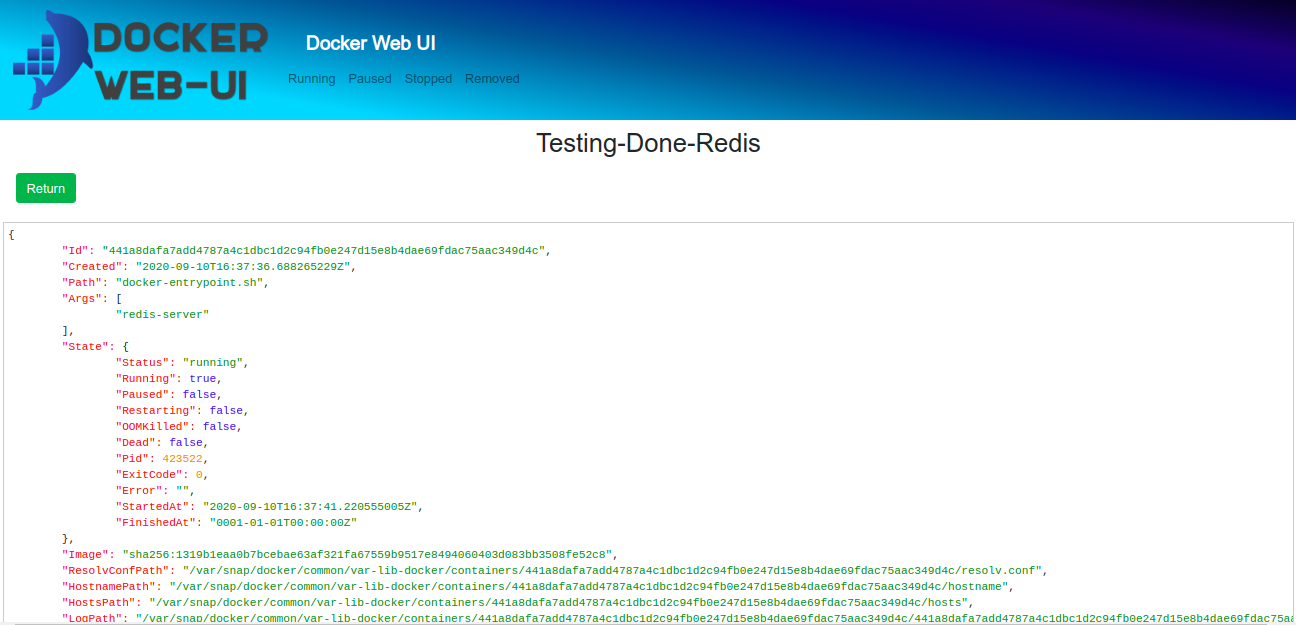 DOCKER
WEB-UI
Docker Web UI
Running Paused Stopped Removed
Testing-Done-Redis
Return
{
"Id": "441a8dafa7add4787a4c1dbc1d2c94fb0e247d15e8b4dae69fdac75aac349d4c",
"Created": "2020-09-10T16:37:36.688265229Z",
"Path": "docker-entrypoint.sh",
"Args": [
"redis-server"
],
"State": {
"Status": "running",
"Running": true,
"Paused": false,
"Restarting": false,
"OOMKilled": false,
"Dead": false,
"Pid": 423522,
"ExitCode": 0,
"Error": "",
"StartedAt": "2020-09-10T16:37:41.220555005Z",
"FinishedAt": "0001-01-01T00:00:00Z"
},
"Image": "sha256:1319b1eaa0b7bcebae63af321fa67559b9517e8494060403d083bb3508fe52c8",
"ResolvConfPath": "/var/snap/docker/common/var-lib-docker/containers/441a8dafa7add4787a4c1dbc1d2c94fb0e247d15e8b4dae69fdac75aac349d4c/resolv.conf",
"HostnamePath": "/var/snap/docker/common/var-lib-docker/containers/441a8dafa7add4787a4c1dbc1d2c94fb0e247d15e8b4dae69fdac75aac349d4c/hostname",
"HostsPath": "/var/snap/docker/common/var-lib-docker/containers/441a8dafa7add4787a4c1dbc1d2c94fb0e247d15e8b4dae69fdac75aac349d4c/hosts",
"LogPath": "/var/snap/docker/common/var-lib-docker/containers/441a8dafa7add4787a4c1dbc1d2c94fb0e247d15e8b4dae69fdac75aac349d4c/441a8dafa7add4787a4c1dbc1d2c94fb0e247d15e8b4dae69fdac75aa